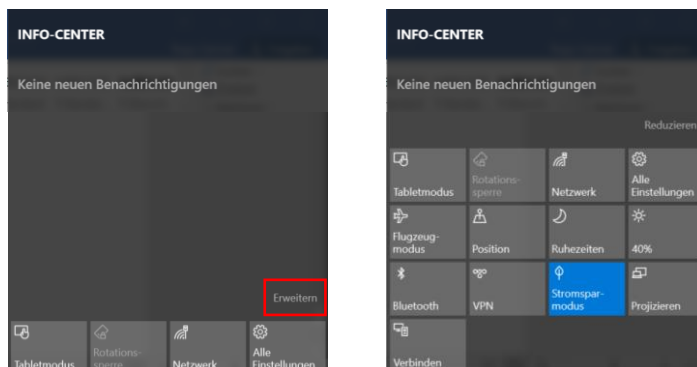 INFO-CENTER
Keine neuen Benachrichtigungen
Erweitern
Tabletmodus
Rotations-
sperre
Netzwerk
Alle
Einstellungen
INFO-CENTER
Keine neuen Benachrichtigungen
Reduzieren
Tabletmodus
Rotations-
sperre
Netzwerk
Alle
Einstellungen
Flugzeug-
modus
Position
Ruhezeiten
40%
Bluetooth
VPN
Stromspar-
modus
Projizieren
Verbinden